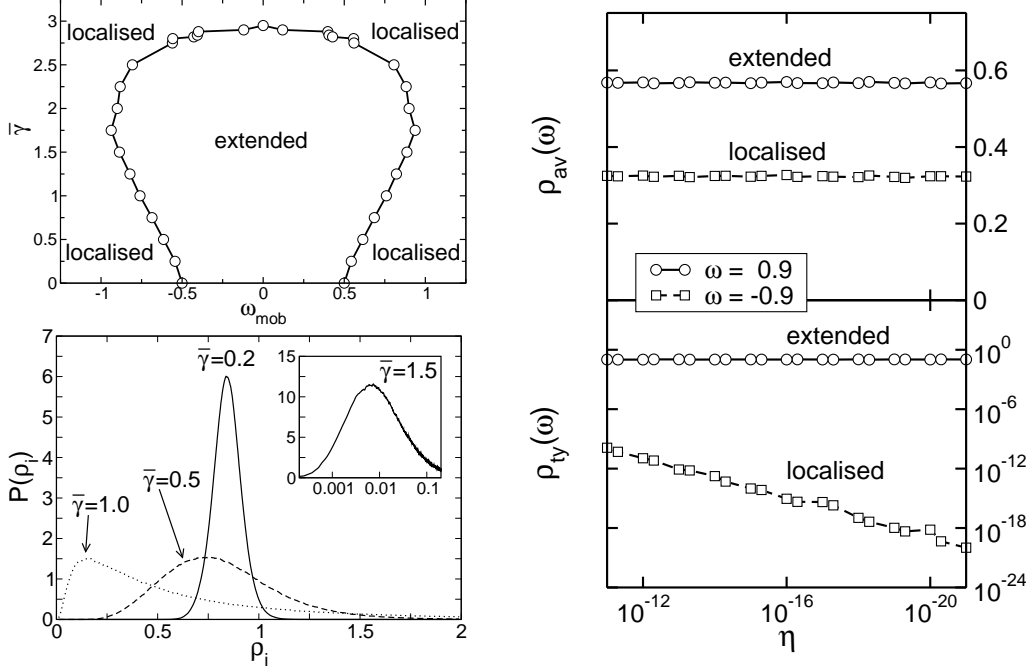 3
2.5
2
1.5
1
0.5
0
γ̄
localised
localised
extended
localised
localised
-1
-0.5
0
0.5
1
ω_mob
7
6
5
4
3
2
1
0
P(ρ_i)
γ̄=0.2
γ̄=0.5
γ̄=1.0
15
10
5
0
γ̄=1.5
0.001
0.01
0.1
0
0.5
1
1.5
2
ρ_i
ρ_av(ω)
extended
localised
0.6
0.4
0.2
0
ω = 0.9
ω = -0.9
ρ_ty(ω)
extended
localised
10^0
10^-6
10^-12
10^-18
10^-24
10^-12
10^-16
10^-20
η